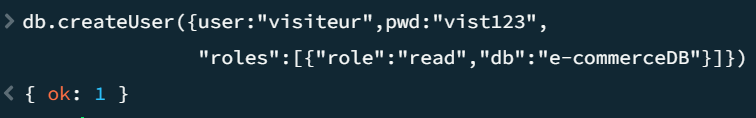 > db.createUser({user:"visiteur",pwd:"vist123",
"roles":[{"role":"read","db":"e-commerceDB"}]})
< { ok: 1 }